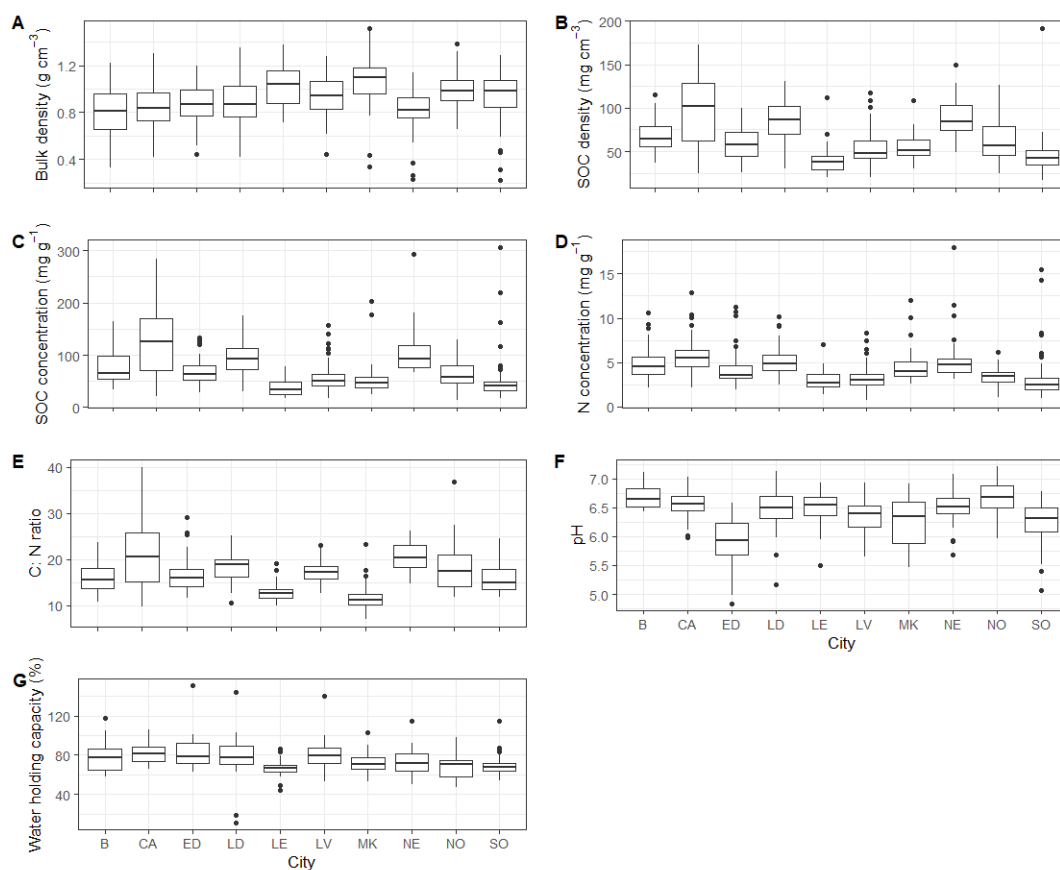 A
Bulk density (g cm⁻³)
1.2
0.8
0.4
B
SOC density (mg cm⁻³)
200
150
100
50
C
SOC concentration (mg g⁻¹)
300
200
100
0
D
N concentration (mg g⁻¹)
15
10
5
0
E
C: N ratio
40
30
20
10
F
pH
7.0
6.5
6.0
5.5
5.0
B CA ED LD LE LV MK NE NO SO
City
G
Water holding capacity (%)
120
80
40
B CA ED LD LE LV MK NE NO SO
City